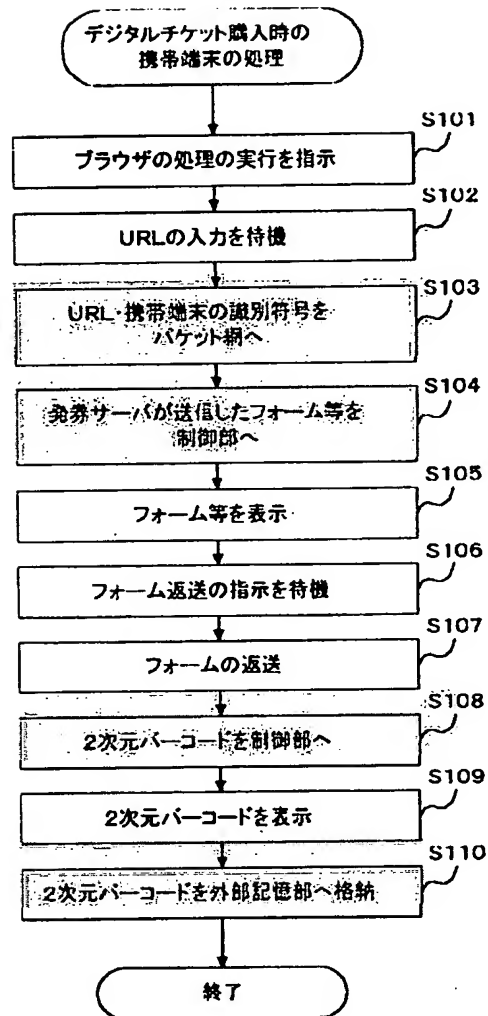 デジタルチケット購入時の
携帯端末の処理
S101
ブラウザの処理の実行を指示
S102
URLの入力を待機
S103
URL・携帯端末の識別符号を
パケット網へ
S104
発券サーバが送信したフォーム等を
制御部へ
S105
フォーム等を表示
S106
フォーム返送の指示を待機
S107
フォームの返送
S108
2次元バーコードを制御部へ
S109
2次元バーコードを表示
S110
2次元バーコードを外部記憶部へ格納
終了